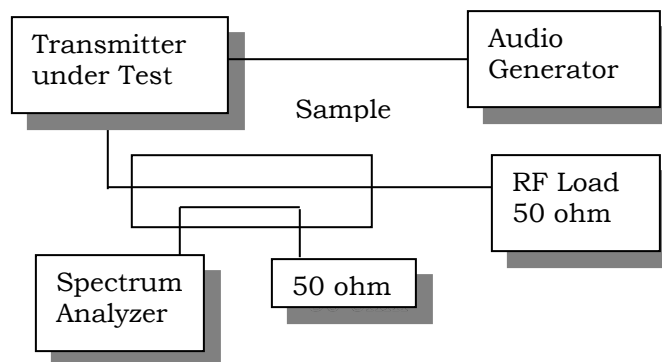 Transmitter
under Test
Audio
Generator
Sample
RF Load
50 ohm
Spectrum
Analyzer
50 ohm